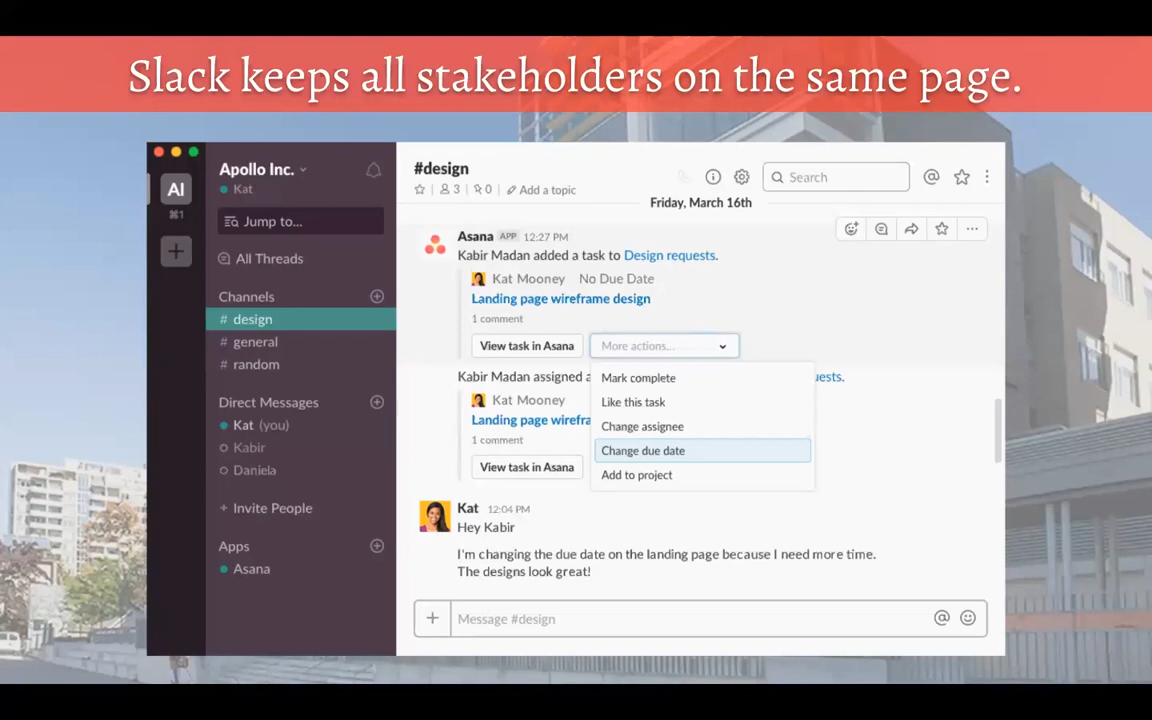 Slack keeps all stakeholders on the same page.
AI
⌘1
+
Apollo Inc.
Kat
Jump to...
All Threads
Channels
# design
# general
# random
Direct Messages
Kat (you)
Kabir
Daniela
+ Invite People
Apps
Asana
#design
3
0
Add a topic
Search
Friday, March 16th
Asana APP 12:27 PM
Kabir Madan added a task to Design requests.
Kat Mooney No Due Date
Landing page wireframe design
1 comment
View task in Asana
More actions...
Mark complete
Like this task
Change assignee
Change due date
Add to project
Kabir Madan assigned
Kat Mooney
Landing page
1 comment
View task in Asana
Kat 12:04 PM
Hey Kabir
I'm changing the due date on the landing page because I need more time.
The designs look great!
+ Message #design